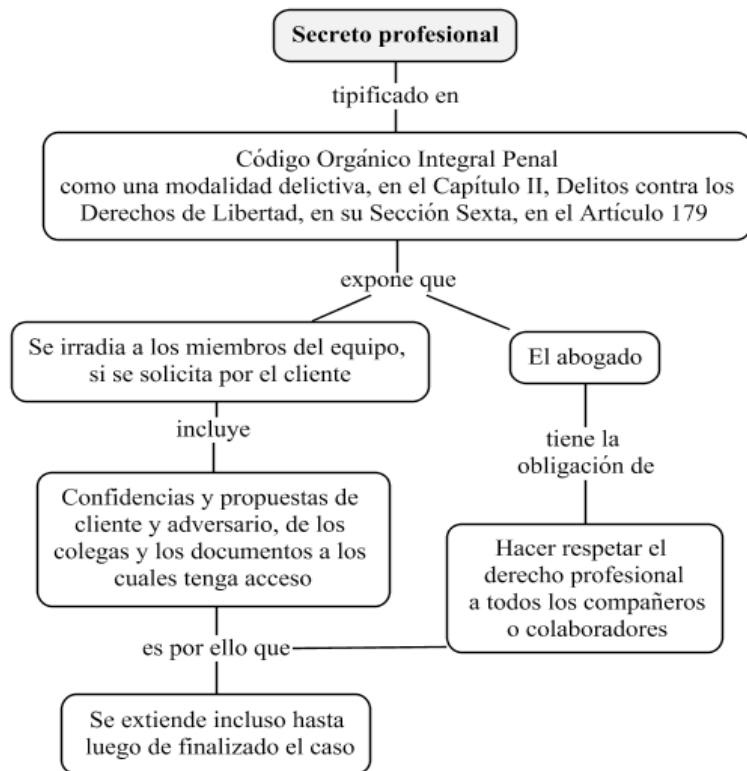 Secreto profesional
tipificado en
Código Orgánico Integral Penal
como una modalidad delictiva, en el Capítulo II, Delitos contra los
Derechos de Libertad, en su Sección Sexta, en el Artículo 179
expone que
Se irradia a los miembros del equipo,
si se solicita por el cliente
incluye
Confidencias y propuestas de
cliente y adversario, de los
colegas y los documentos a los
cuales tenga acceso
El abogado
tiene la
obligación de
Hacer respetar el
derecho profesional
a todos los compañeros
o colaboradores
es por ello que
Se extiende incluso hasta
luego de finalizado el caso